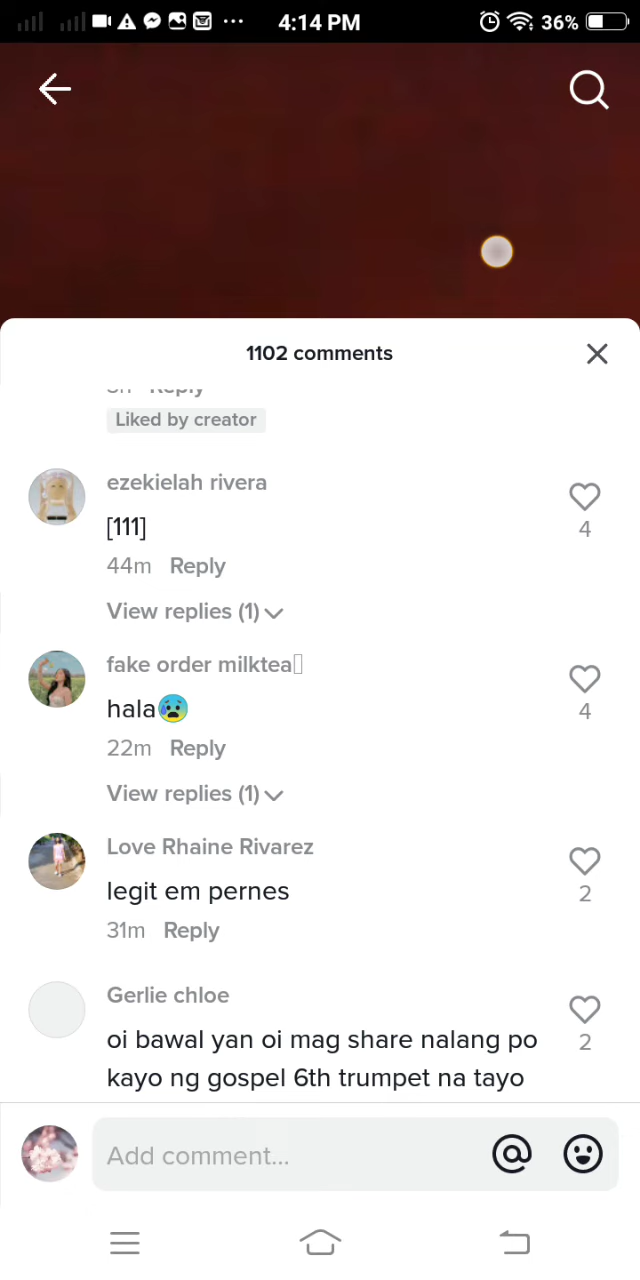 4:14 PM
36%
1102 comments
Reply
Liked by creator
ezekielah rivera
[111]
4
44m Reply
View replies (1)
fake order milktea
4
hala😰
22m Reply
View replies (1)
Love Rhaine Rivarez
legit em pernes
2
31m Reply
Gerlie chloe
oi bawal yan oi mag share nalang po
2
kayo ng gospel 6th trumpet na tayo
Add comment...